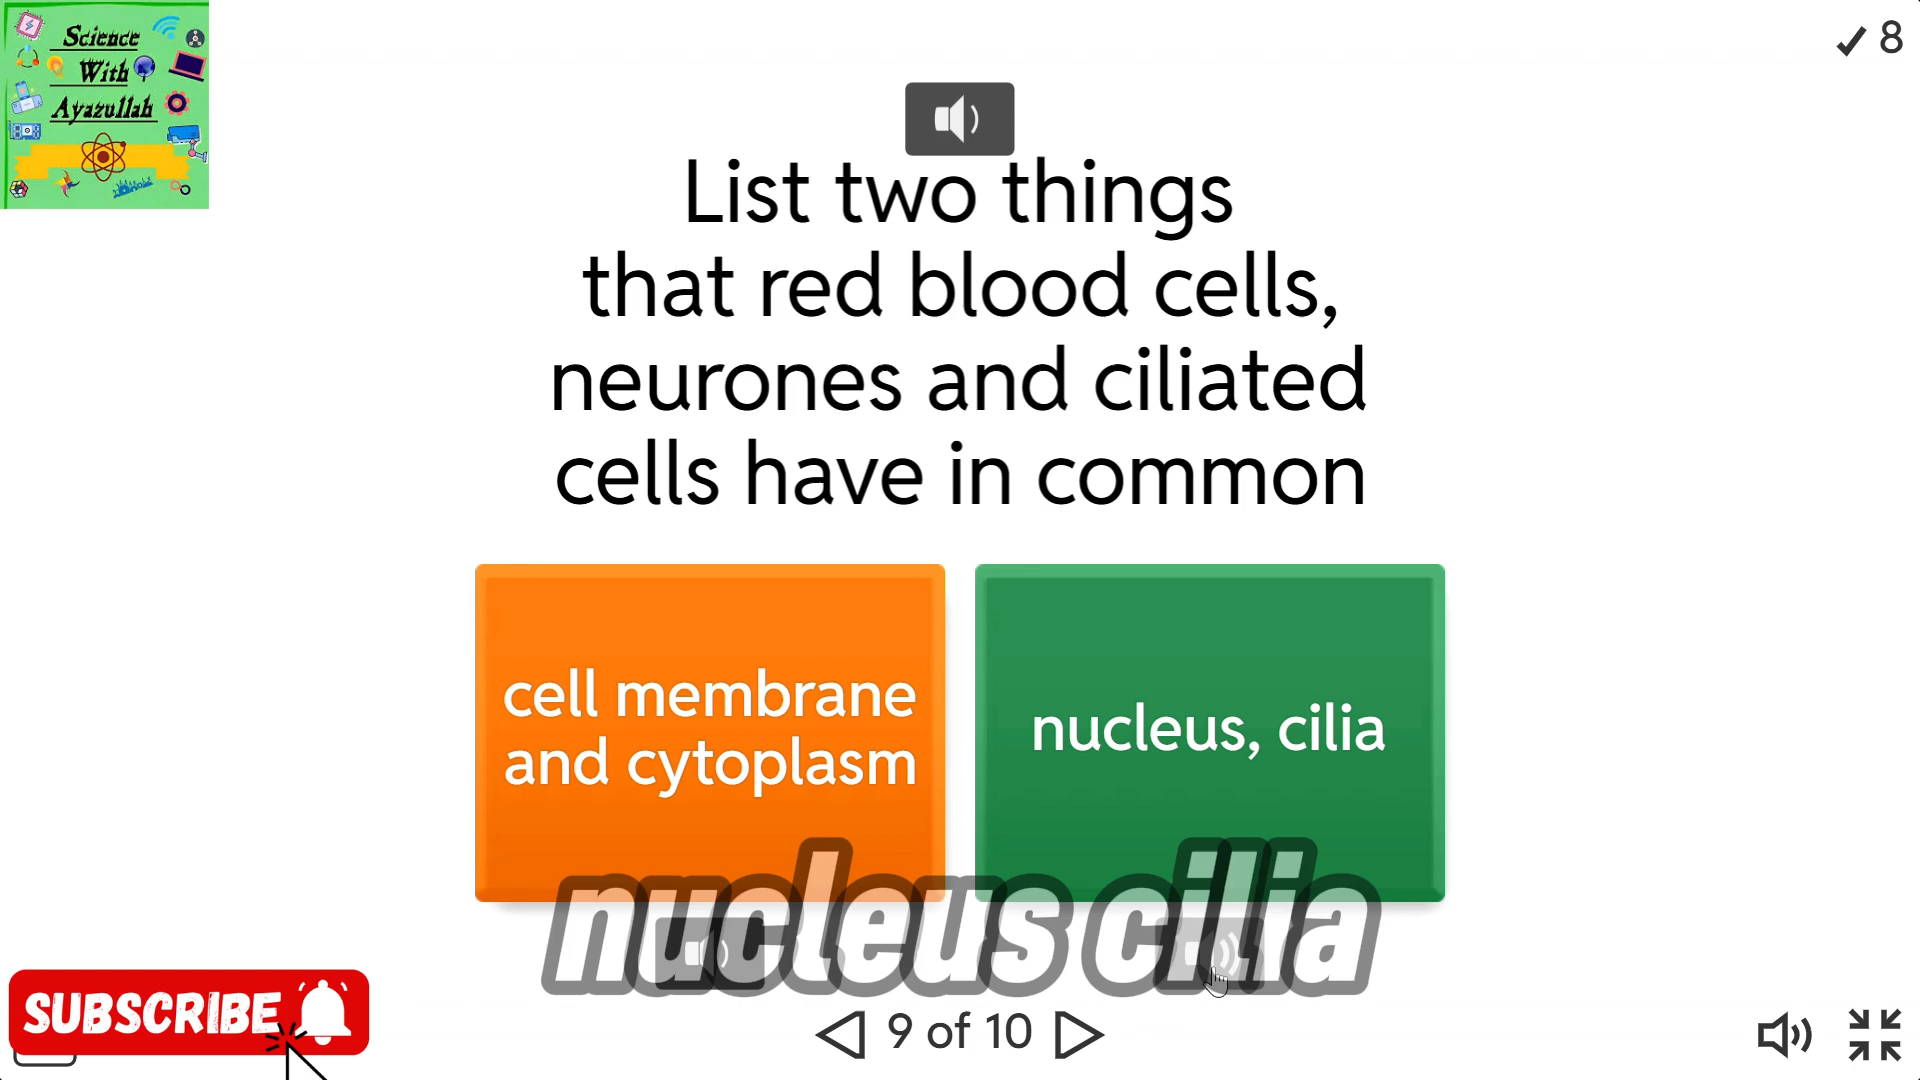 Science
With
Ayazullah
8
List two things
that red blood cells,
neurones and ciliated
cells have in common
cell membrane
and cytoplasm
nucleus, cilia
nucleus cilia
SUBSCRIBE
9 of 10